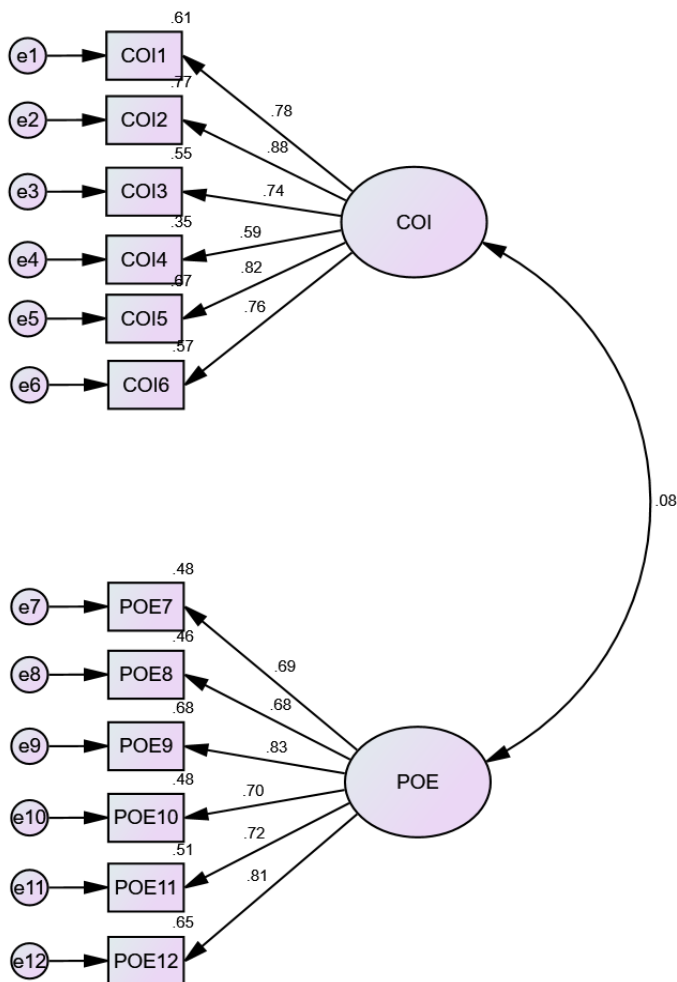 .61
e1 COI1
.78
.77
e2 COI2
.88
.55
e3 COI3
.74
COI
.35
e4 COI4
.59
.82
.67
e5 COI5
.76
.57
e6 COI6
.08
.48
e7 POE7
.46
.69
e8 POE8
.68
.68
e9 POE9
.83
.48
POE
e10 POE10
.70
.51
.72
e11 POE11
.81
.65
e12 POE12